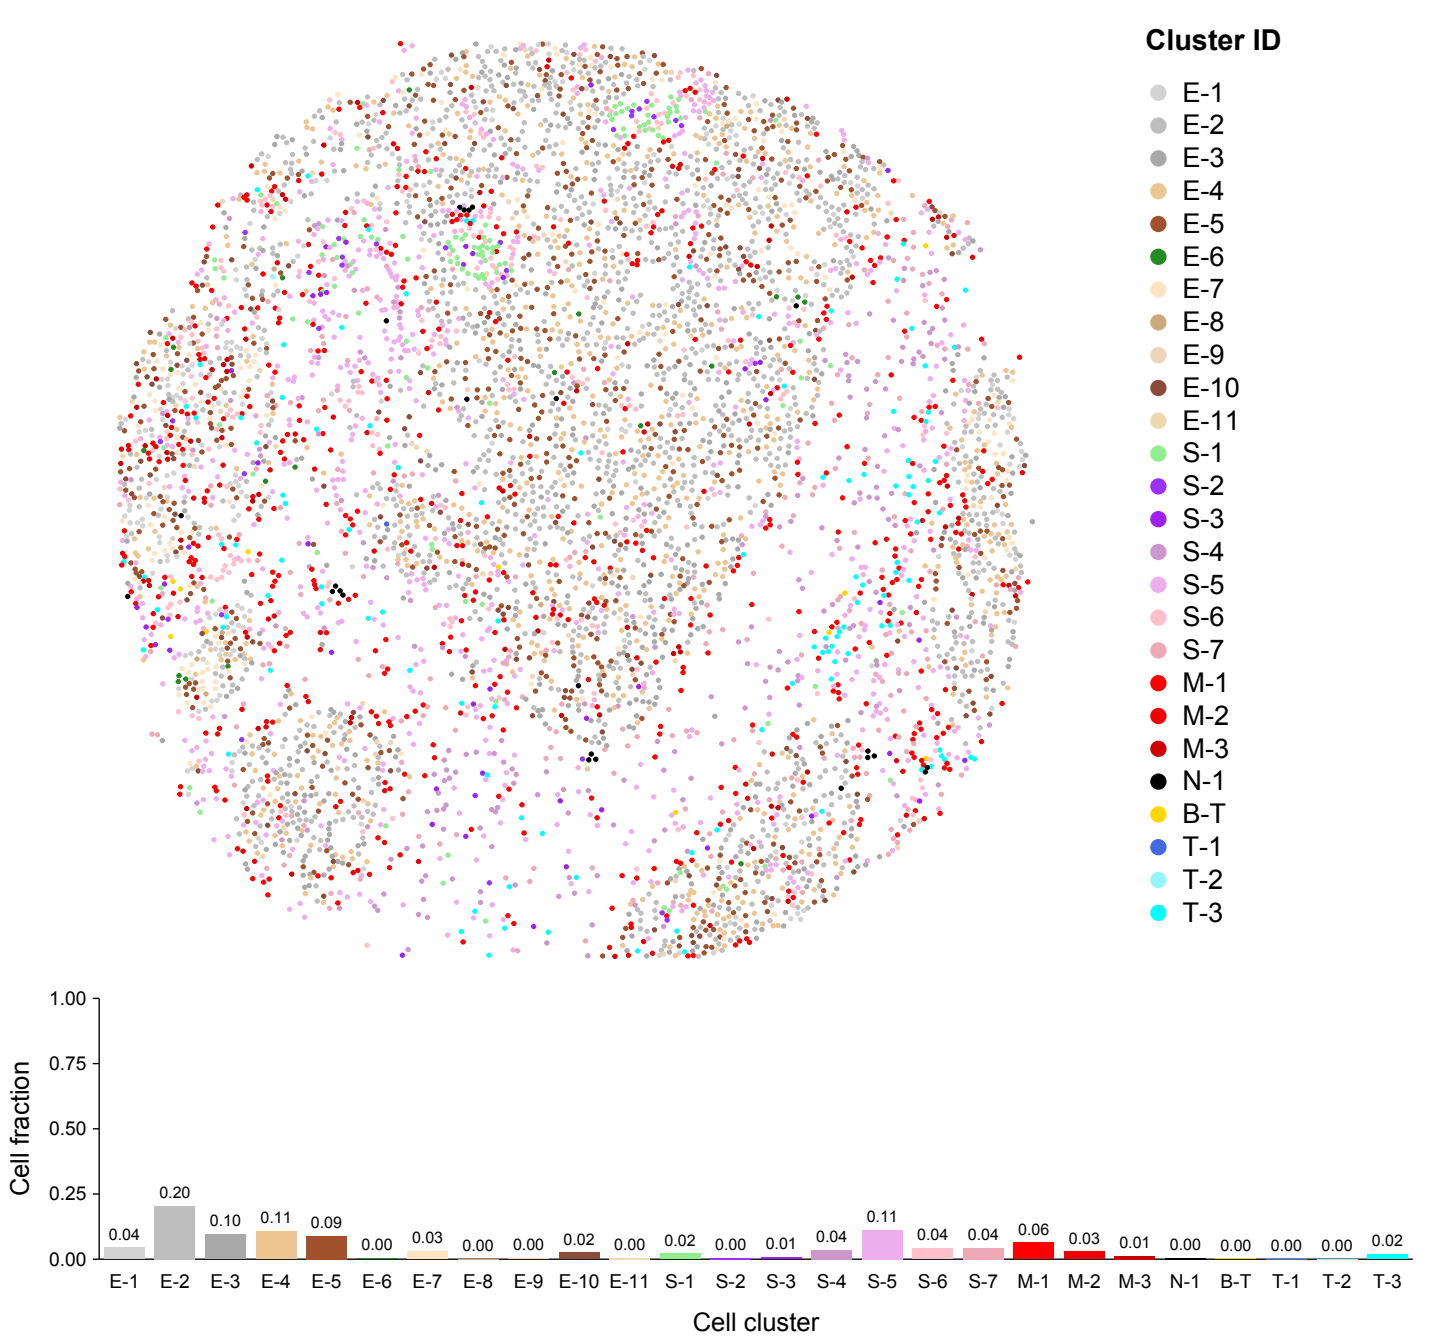 Cluster ID
E-1
E-2
E-3
E-4
E-5
E-6
E-7
E-8
E-9
E-10
E-11
S-1
S-2
S-3
S-4
S-5
S-6
S-7
M-1
M-2
M-3
N-1
B-T
T-1
T-2
T-3
1.00
0.75
0.50
0.25
0.00
Cell fraction
0.04 0.20 0.10 0.11 0.09 0.00 0.03 0.00 0.00 0.02 0.00 0.02 0.00 0.01 0.04 0.11 0.04 0.04 0.06 0.03 0.01 0.00 0.00 0.00 0.00 0.02
E-1 E-2 E-3 E-4 E-5 E-6 E-7 E-8 E-9 E-10 E-11 S-1 S-2 S-3 S-4 S-5 S-6 S-7 M-1 M-2 M-3 N-1 B-T T-1 T-2 T-3
Cell cluster